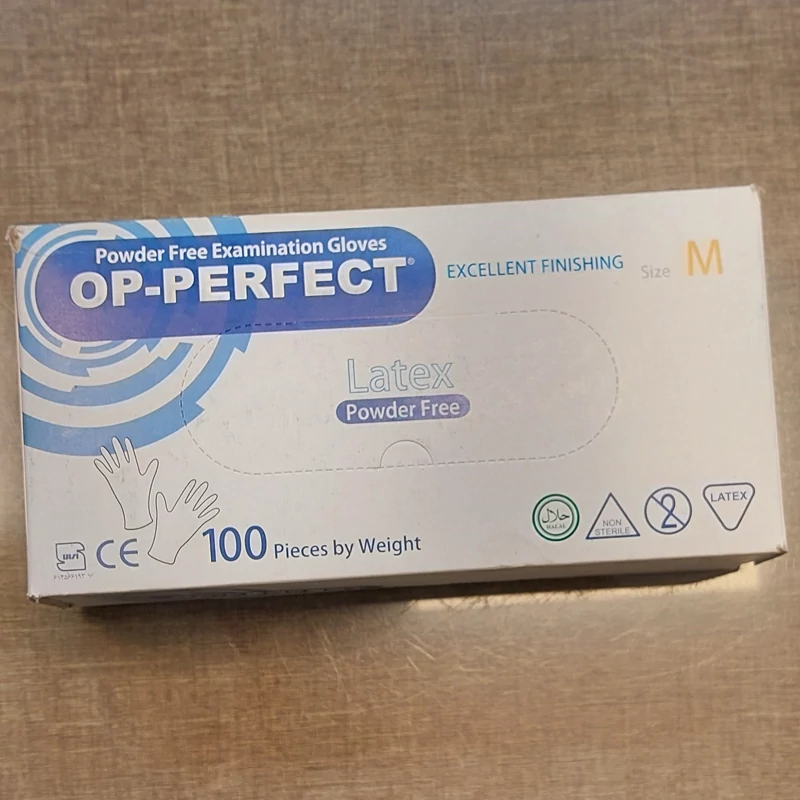 Powder Free Examination Gloves
OP-PERFECT®
EXCELLENT FINISHING
Size M
Latex
Powder Free
100 Pieces by Weight
CE
حلال
HALAL
NON
STERILE
2
LATEX